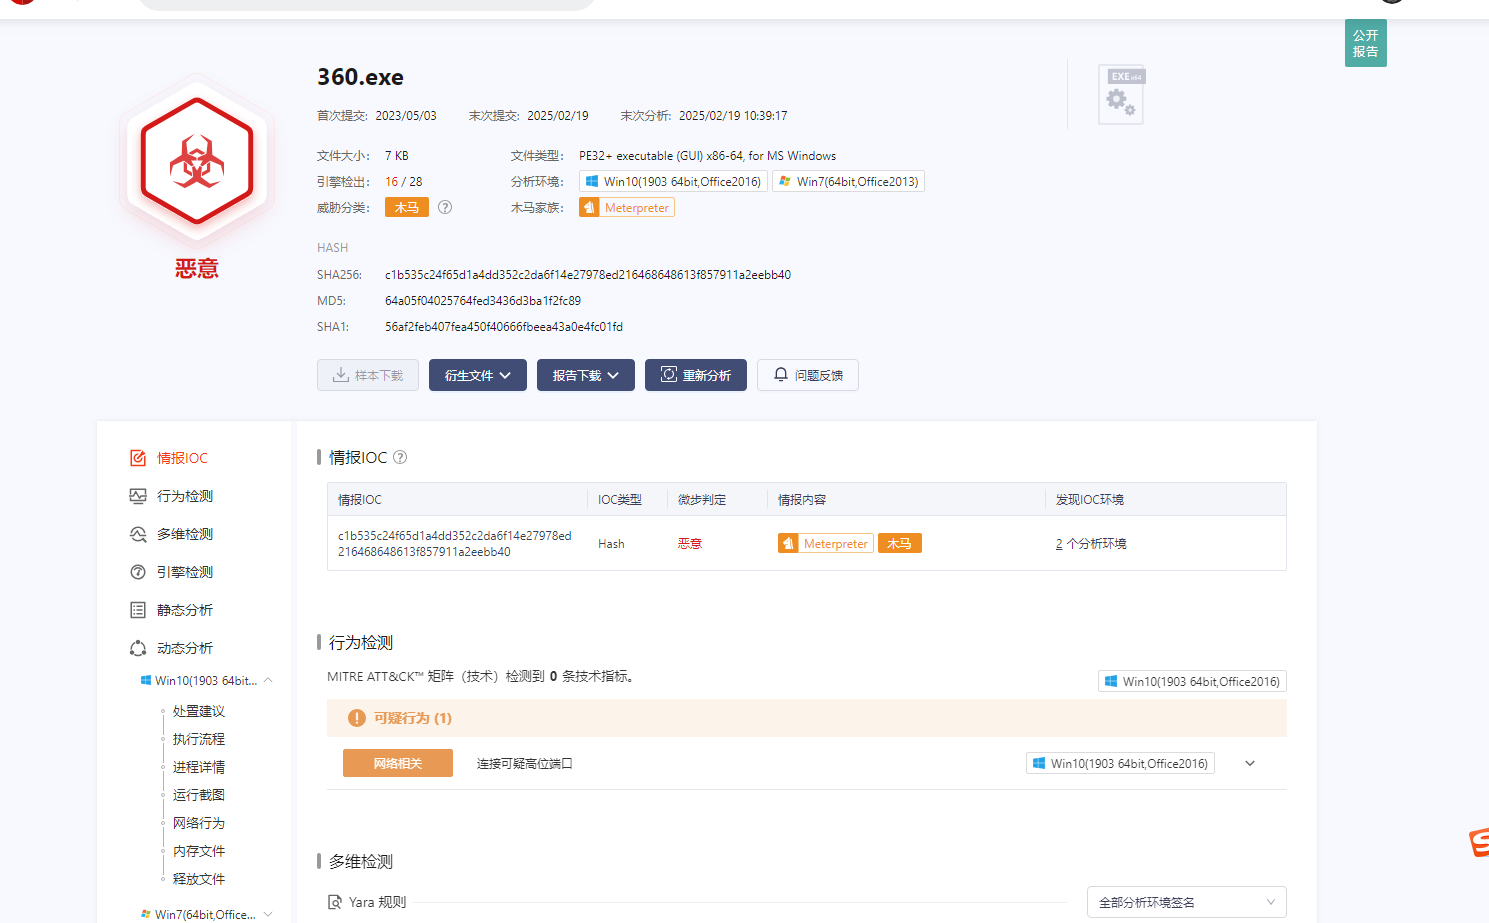 公开
报告
360.exe
EXE x64
首次提交: 2023/05/03 末次提交: 2025/02/19 末次分析: 2025/02/19 10:39:17
文件大小: 7 KB 文件类型: PE32+ executable (GUI) x86-64, for MS Windows
引擎检出: 16 / 28 分析环境: Win10(1903 64bit,Office2016) Win7(64bit,Office2013)
威胁分类: 木马 ? 木马家族: Meterpreter
恶意
HASH
SHA256: c1b535c24f65d1a4dd352c2da6f14e27978ed216468648613f857911a2eebb40
MD5: 64a05f04025764fed3436d3ba1f2fc89
SHA1: 56af2feb407fea450f40666fbeea43a0e4fc01fd
样本下载 衍生文件 报告下载 重新分析 问题反馈
情报IOC
行为检测
多维检测
引擎检测
静态分析
动态分析
Win10(1903 64bit...
处置建议
执行流程
进程详情
运行截图
网络行为
内存文件
释放文件
Win7(64bit,Office...
情报IOC ?
情报IOC IOC类型 微步判定 情报内容 发现IOC环境
c1b535c24f65d1a4dd352c2da6f14e27978ed
216468648613f857911a2eebb40
Hash 恶意 Meterpreter 木马 2 个分析环境
行为检测
MITRE ATT&CK™ 矩阵（技术）检测到 0 条技术指标。
Win10(1903 64bit,Office2016)
可疑行为 (1)
网络相关 连接可疑高位端口 Win10(1903 64bit,Office2016)
多维检测
Yara 规则 全部分析环境签名